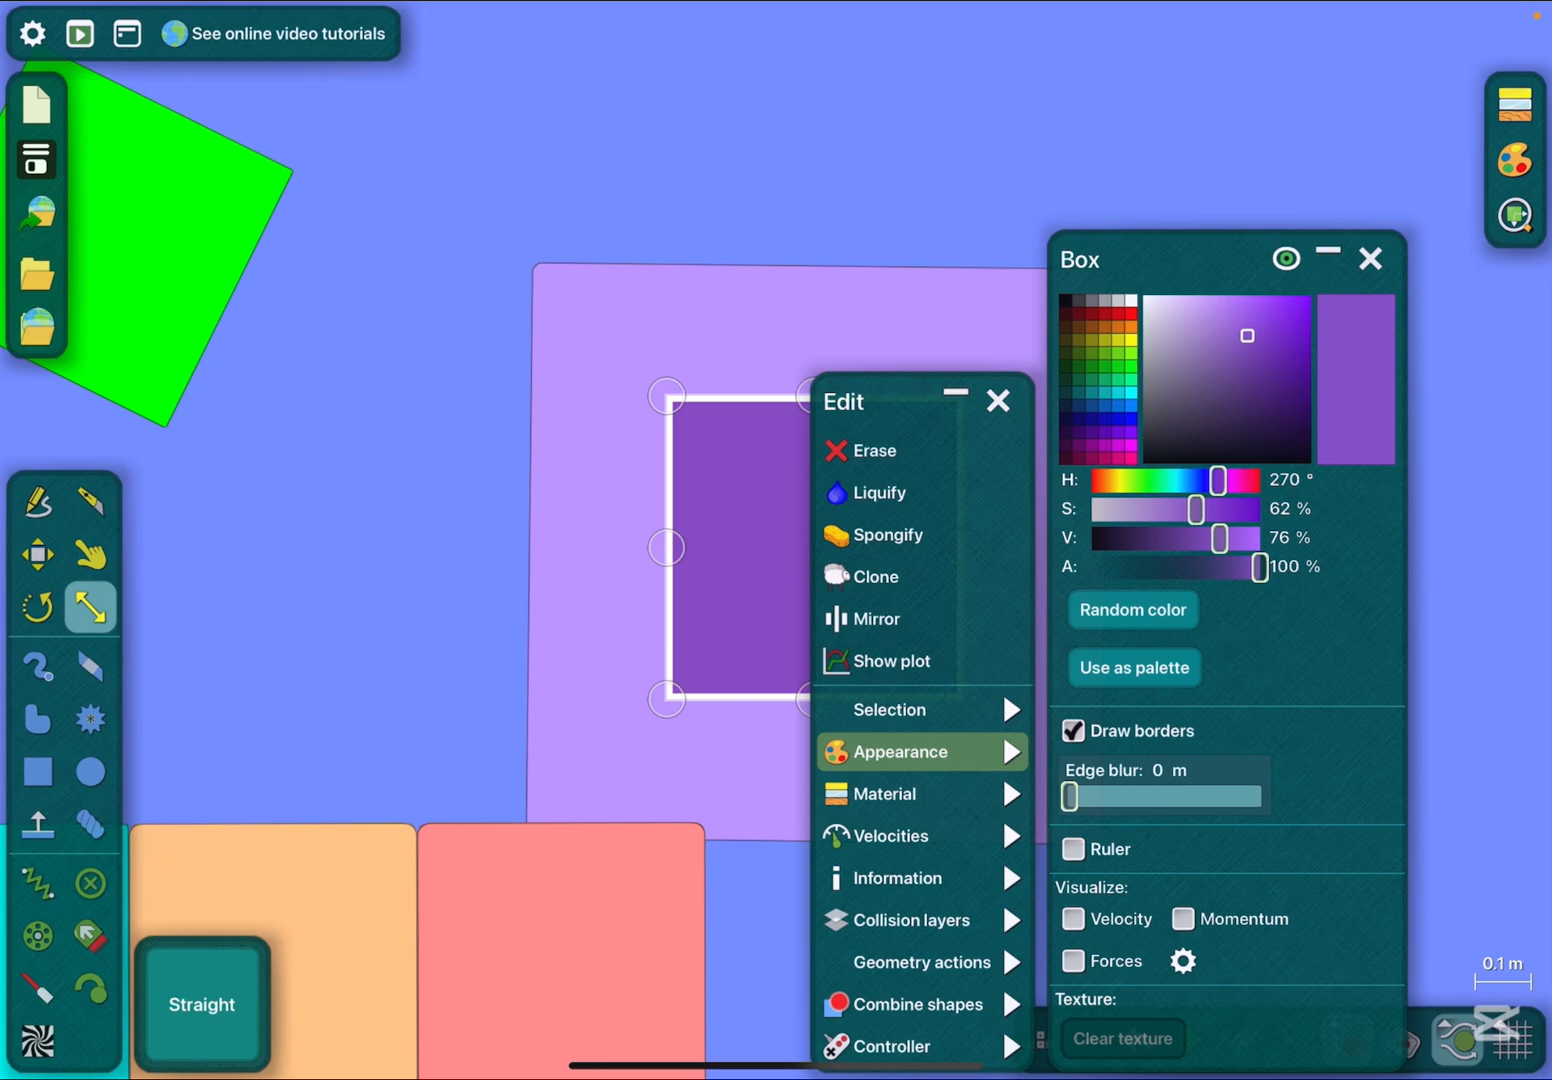 See online video tutorials
Box
Edit
Erase
Liquify
Spongify
Clone
Mirror
Show plot
Selection
Appearance
Material
Velocities
Information
Collision layers
Geometry actions
Combine shapes
Controller
H: 270 °
S: 62 %
V: 76 %
A: 100 %
Random color
Use as palette
Draw borders
Edge blur: 0 m
Ruler
Visualize:
Velocity Momentum
Forces
Texture:
Clear texture
Straight
0.1 m